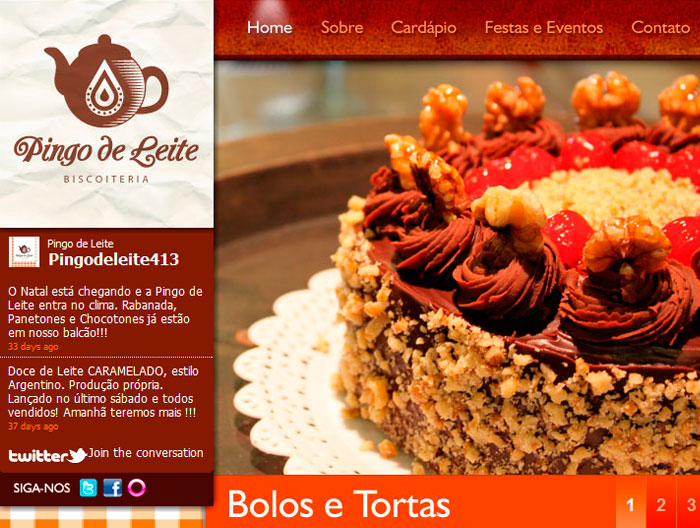 Home Sobre Cardápio Festas e Eventos Contato
Pingo de Leite
BISCOITERIA
Pingo de Leite
Pingodeleite413
O Natal está chegando e a Pingo de
Leite entra no clima. Rabanada,
Panetones e Chocotones já estão
em nosso balcão!!!
33 days ago
Doce de Leite CARAMELADO, estilo
Argentino. Produção própria.
Lançado no último sábado e todos
vendidos! Amanhã teremos mais !!!
37 days ago
twitter Join the conversation
SIGA-NOS
Bolos e Tortas
1 2 3